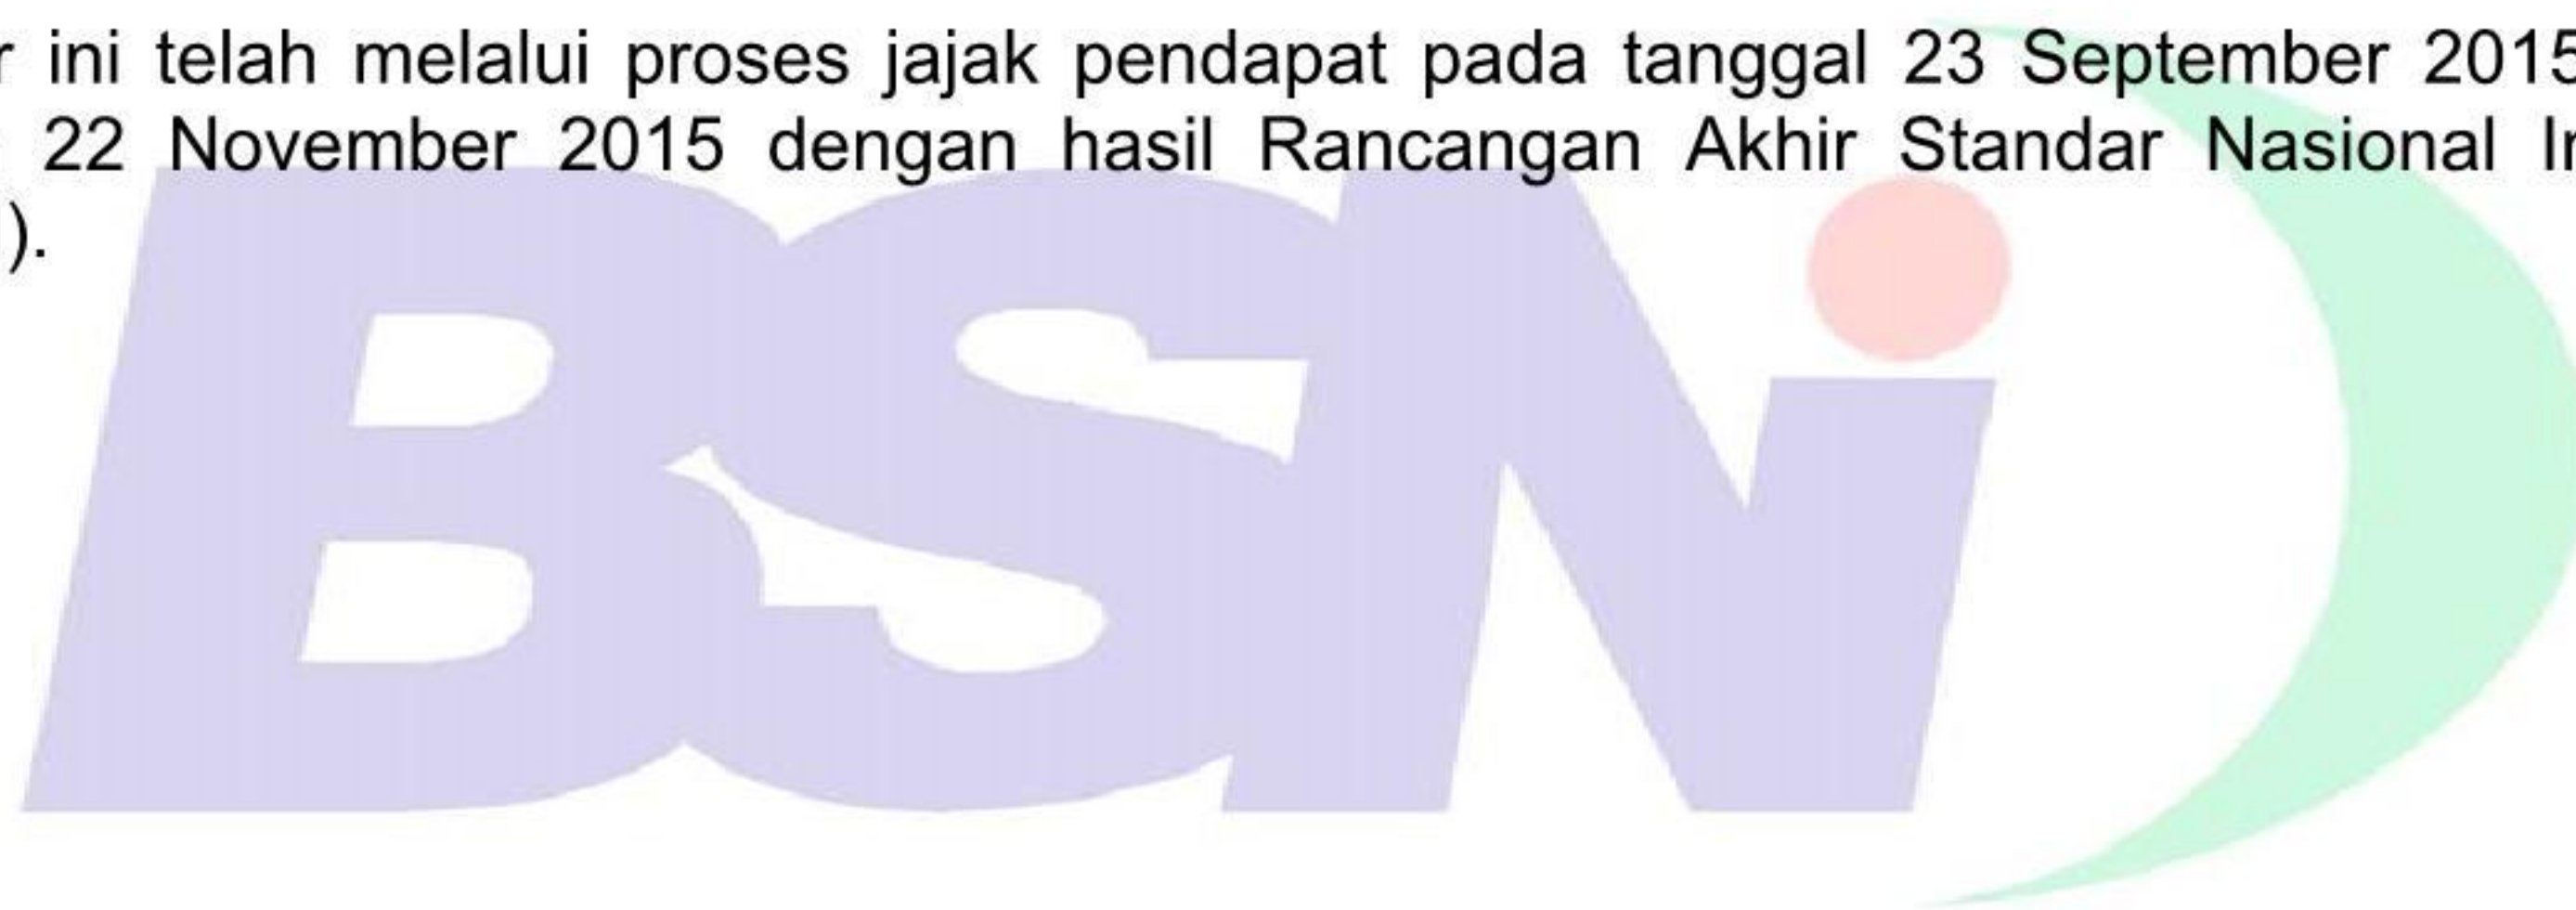 ini telah melalui proses jajak pendapat pada tanggal 23 September 2015
22 November 2015 dengan hasil Rancangan Akhir Standar Nasional
).
BSN